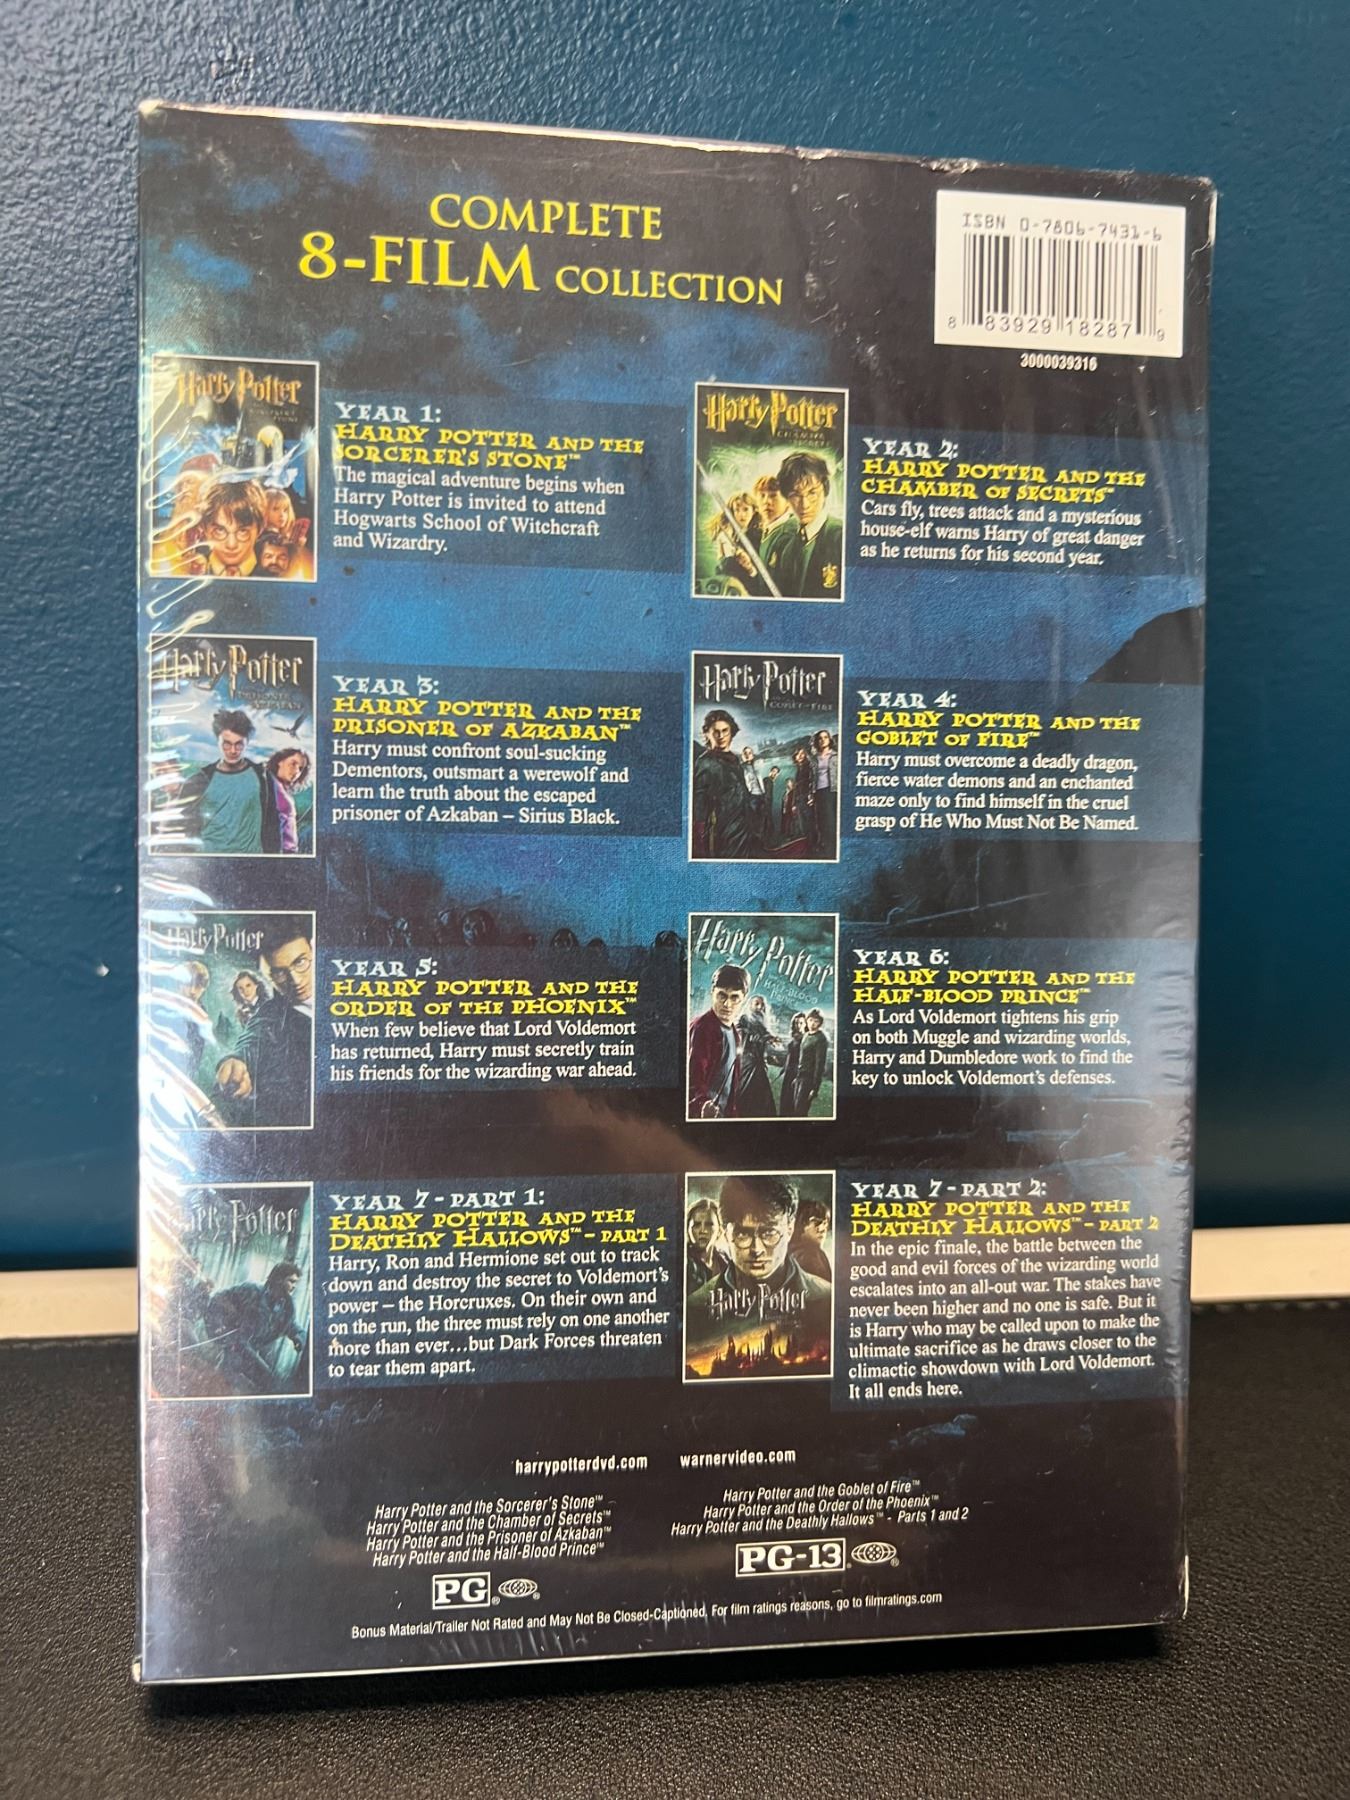 COMPLETE
8-FILM COLLECTION
ISBN 0-7806-7431-6
8 83929 18287 9
3000039316
Harry Potter
YEAR 1:
HARRY POTTER AND THE
SORCERER'S STONE™
The magical adventure begins when
Harry Potter is invited to attend
Hogwarts School of Witchcraft
and Wizardry.
Harry Potter
CHAMBER
SECRETS
YEAR 2:
HARRY POTTER AND THE
CHAMBER OF SECRETS™
Cars fly, trees attack and a mysterious
house-elf warns Harry of great danger
as he returns for his second year.
Harry Potter
PRISONER
AZKABAN
YEAR 3:
HARRY POTTER AND THE
PRISONER OF AZKABAN™
Harry must confront soul-sucking
Dementors, outsmart a werewolf and
learn the truth about the escaped
prisoner of Azkaban – Sirius Black.
Harry Potter
GOBLET OF FIRE
YEAR 4:
HARRY POTTER AND THE
GOBLET OF FIRE™
Harry must overcome a deadly dragon,
fierce water demons and an enchanted
maze only to find himself in the cruel
grasp of He Who Must Not Be Named.
Harry Potter
YEAR 5:
HARRY POTTER AND THE
ORDER OF THE PHOENIX™
When few believe that Lord Voldemort
has returned, Harry must secretly train
his friends for the wizarding war ahead.
Harry Potter
HALF-BLOOD
PRINCE
YEAR 6:
HARRY POTTER AND THE
HALF-BLOOD PRINCE™
As Lord Voldemort tightens his grip
on both Muggle and wizarding worlds,
Harry and Dumbledore work to find the
key to unlock Voldemort's defenses.
Harry Potter
YEAR 7 - PART 1:
HARRY POTTER AND THE
DEATHLY HALLOWS™ - PART 1
Harry, Ron and Hermione set out to track
down and destroy the secret to Voldemort's
power – the Horcruxes. On their own and
on the run, the three must rely on one another
more than ever...but Dark Forces threaten
to tear them apart.
Harry Potter
YEAR 7 - PART 2:
HARRY POTTER AND THE
DEATHLY HALLOWS™ - PART 2
In the epic finale, the battle between the
good and evil forces of the wizarding world
escalates into an all-out war. The stakes have
never been higher and no one is safe. But it
is Harry who may be called upon to make the
ultimate sacrifice as he draws closer to the
climactic showdown with Lord Voldemort.
It all ends here.
harrypotterdvd.com warnervideo.com
Harry Potter and the Sorcerer's Stone™
Harry Potter and the Chamber of Secrets™
Harry Potter and the Prisoner of Azkaban™
Harry Potter and the Half-Blood Prince™
PG ®
Harry Potter and the Goblet of Fire™
Harry Potter and the Order of the Phoenix™
Harry Potter and the Deathly Hallows™ - Parts 1 and 2
PG-13 ®
Bonus Material/Trailer Not Rated and May Not Be Closed-Captioned. For film ratings reasons, go to filmratings.com